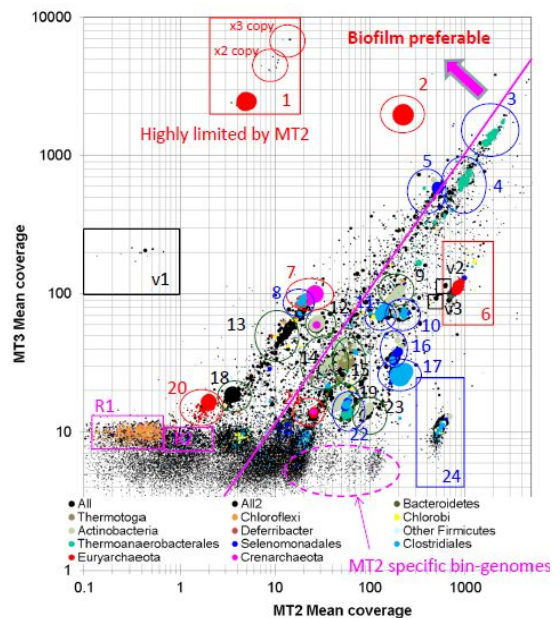 10000
x3 copy
x2 copy
Biofilm preferable
1
2
3
Highly limited by MT2
1000
5
4
MT3 Mean coverage
v1
v2
v3
9
7
8
6
100
12
10
13
14
16
15
17
18
20
19
23
R1
10
22
24
All
All2
Bacteroidetes
Thermotoga
Chloroflexi
Chlorobi
Actinobacteria
Deferribacter
Other Firmicutes
Thermoanaerobacterales
Selenomonadales
Clostridiales
Euryarchaeota
Crenarchaeota
MT2 specific bin-genomes
1
0.1
1
10
100
1000
MT2 Mean coverage